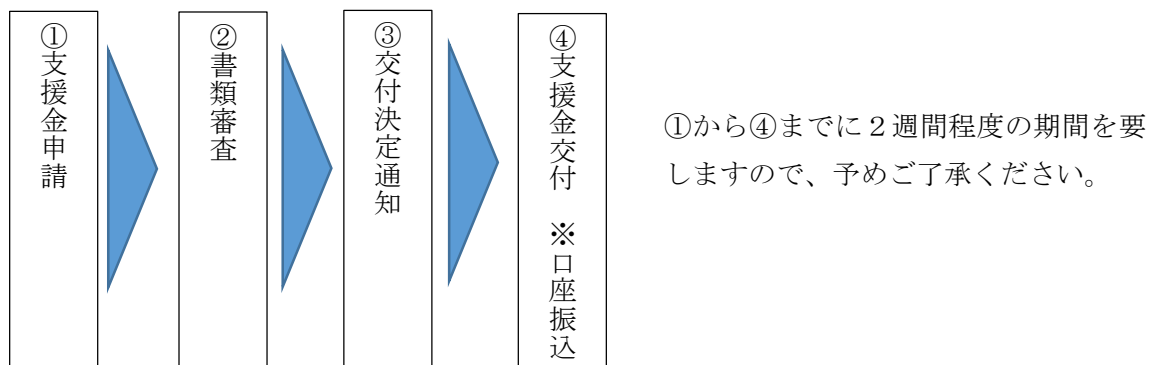 ①支援金申請
②書類審査
③交付決定通知
④支援金交付　※口座振込
①から④までに２週間程度の期間を要
しますので、予めご了承ください。